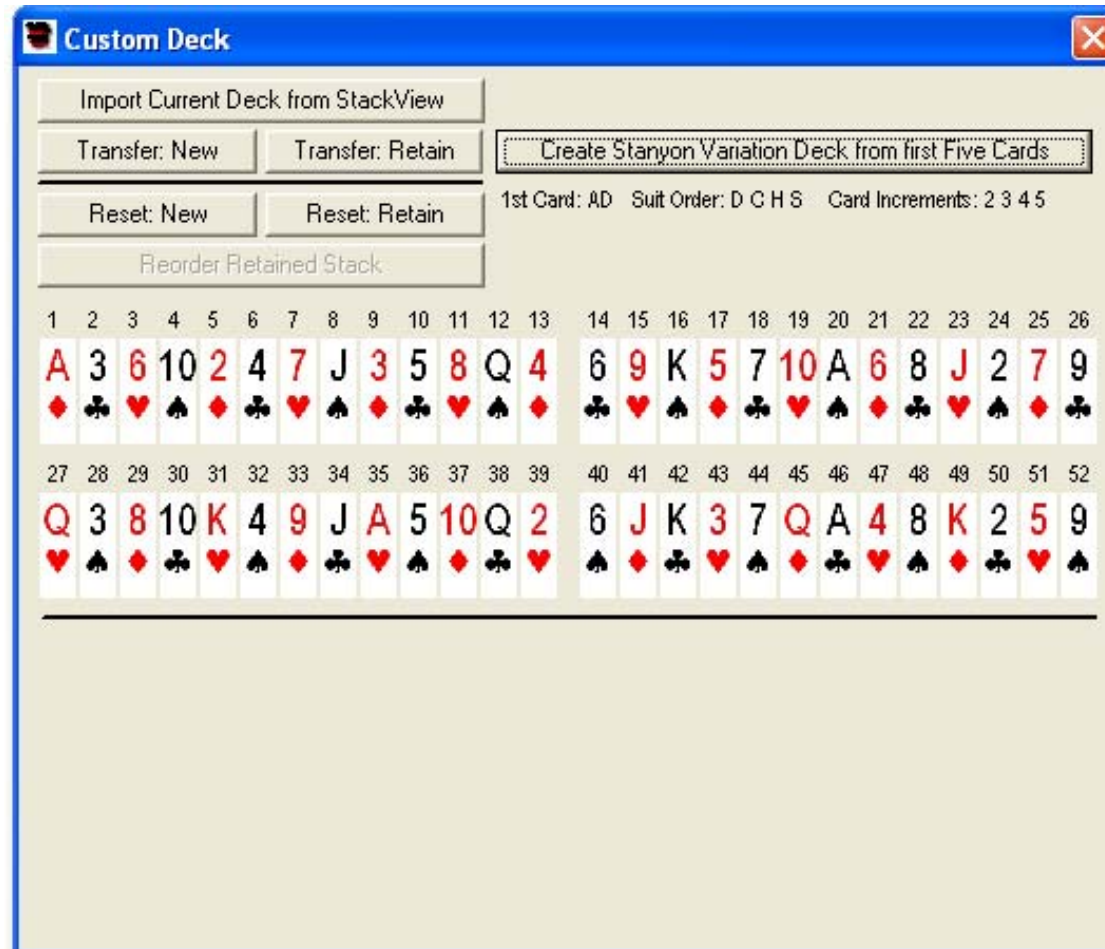 Custom Deck
Import Current Deck from StackView
Transfer: New Transfer: Retain Create Stanyon Variation Deck from first Five Cards
Reset: New Reset: Retain 1st Card: AD Suit Order: D C H S Card Increments: 2 3 4 5
Reorder Retained Stack
1 2 3 4 5 6 7 8 9 10 11 12 13 14 15 16 17 18 19 20 21 22 23 24 25 26
A 3 6 10 2 4 7 J 3 5 8 Q 4 6 9 K 5 7 10 A 6 8 J 2 7 9
♦ ♣ ♥ ♠ ♦ ♣ ♥ ♠ ♦ ♣ ♥ ♠ ♦ ♣ ♥ ♠ ♦ ♣ ♥ ♠ ♦ ♣ ♥ ♠ ♦ ♣
27 28 29 30 31 32 33 34 35 36 37 38 39 40 41 42 43 44 45 46 47 48 49 50 51 52
Q 3 8 10 K 4 9 J A 5 10 Q 2 6 J K 3 7 Q A 4 8 K 2 5 9
♥ ♠ ♦ ♣ ♥ ♠ ♦ ♣ ♥ ♠ ♦ ♣ ♥ ♠ ♦ ♣ ♥ ♠ ♦ ♣ ♥ ♠ ♦ ♣ ♥ ♠